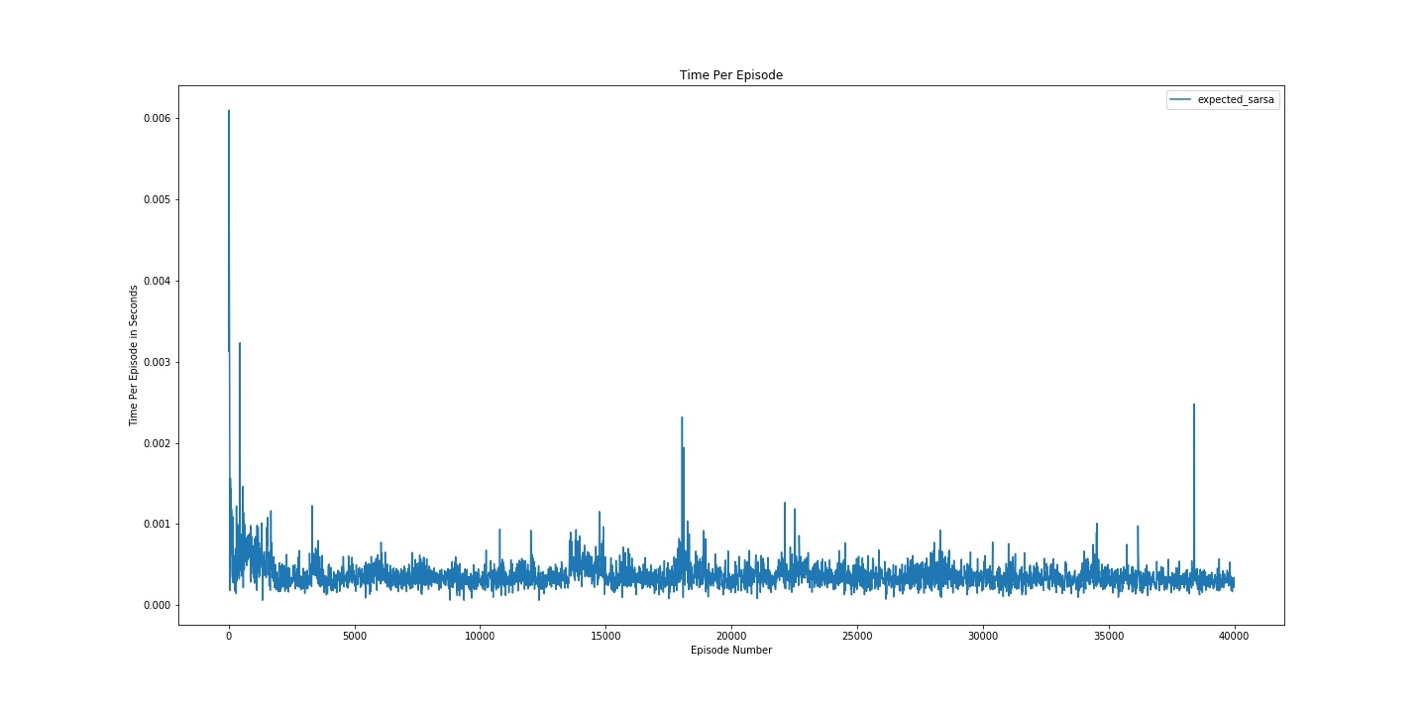 Time Per Episode
expected_sarsa
0.006
0.005
0.004
0.003
0.002
0.001
0.000
Time Per Episode in Seconds
0 5000 10000 15000 20000 25000 30000 35000 40000
Episode Number